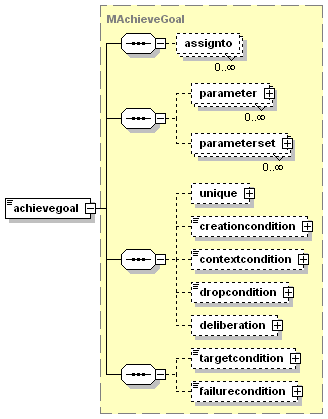 MAchieveGoal
assignto
0..∞
parameter
0..∞
parameterset
0..∞
achievegoal
unique
creationcondition
contextcondition
dropcondition
deliberation
targetcondition
failurecondition